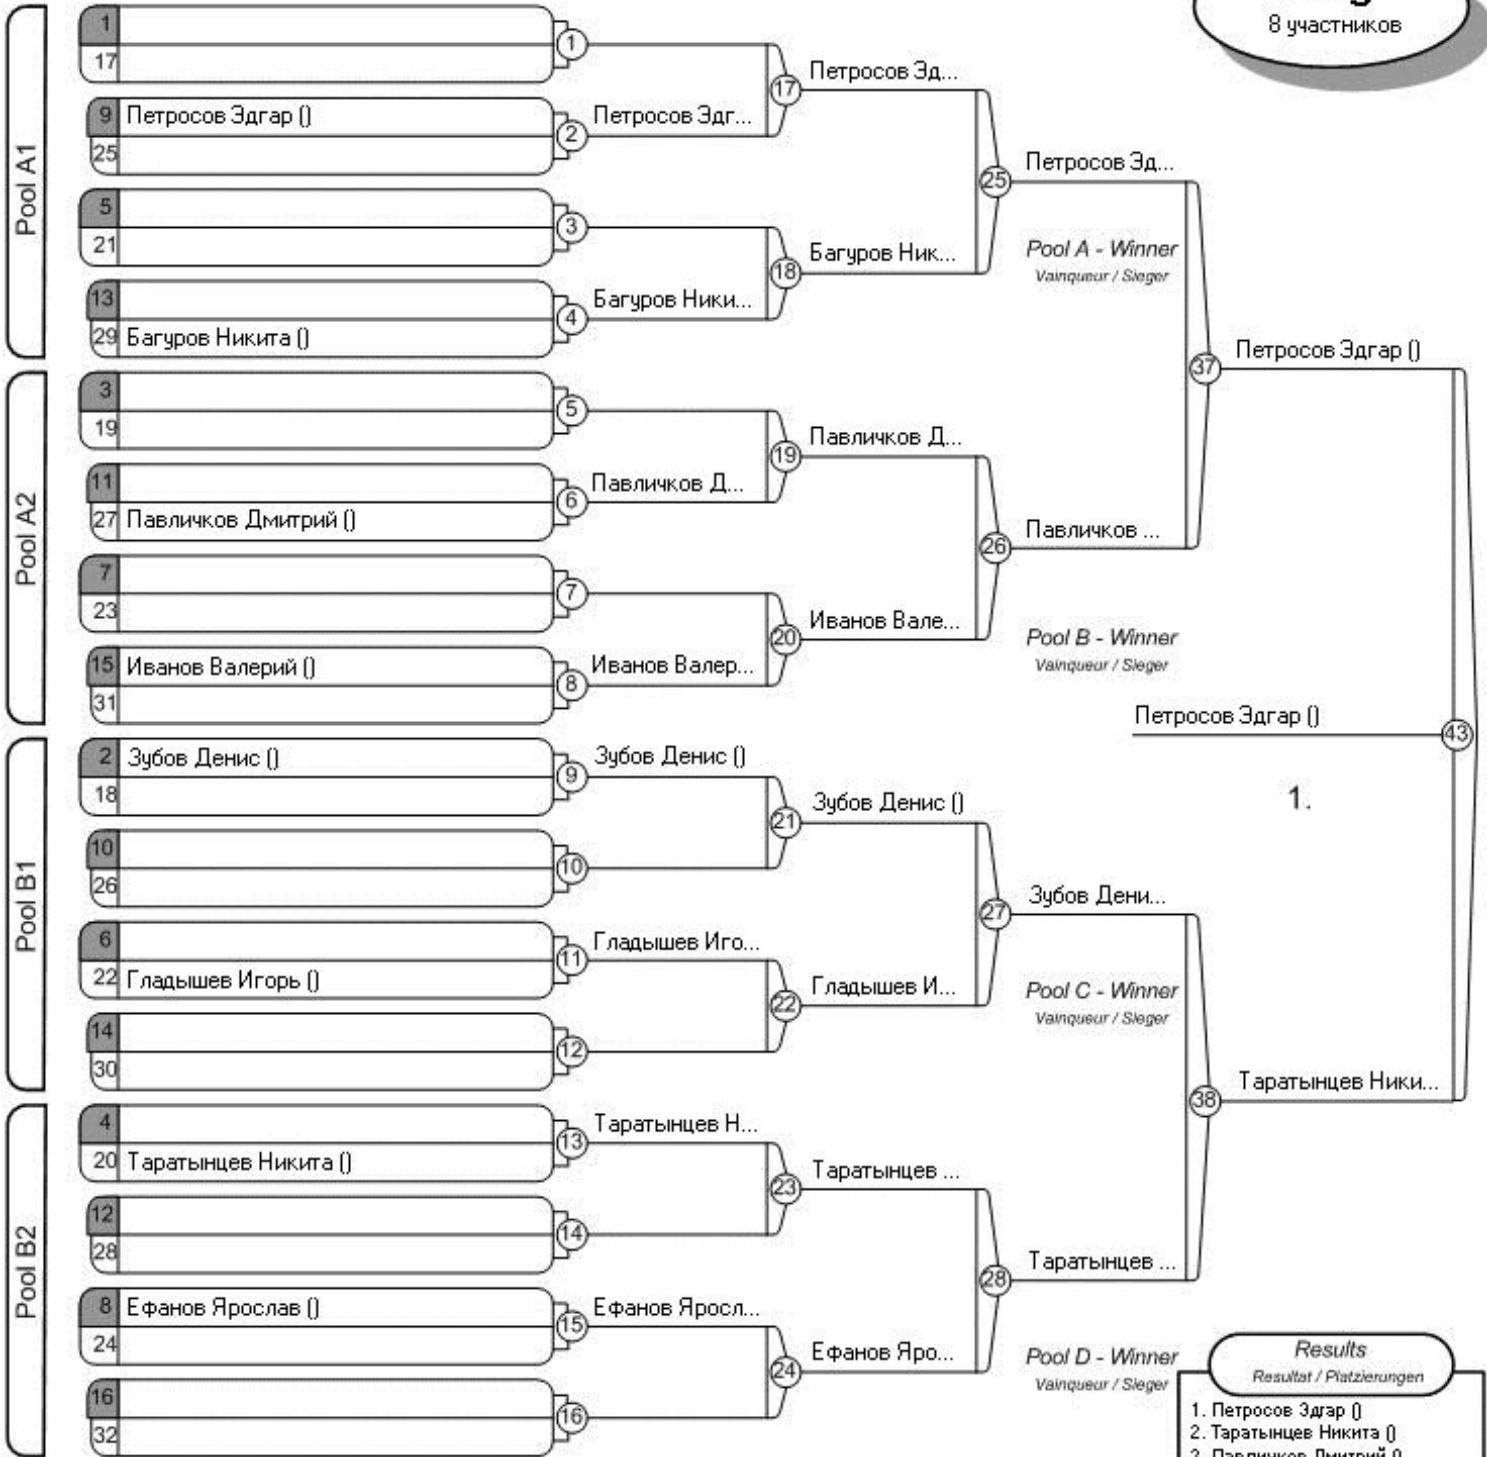 8 участников
Pool A1
1
17
1
9 Петросов Эдгар ()
25
2
Петросов Эдг...
17
Петросов Эд...
5
21
3
13
29 Багуров Никита ()
4
Багуров Ники...
18
Багуров Ник...
25
Петросов Эд...
Pool A - Winner
Vainqueur / Sieger
Pool A2
3
19
5
11
27 Павличков Дмитрий ()
6
Павличков Д...
19
Павличков Д...
7
23
7
15 Иванов Валерий ()
31
8
Иванов Валер...
20
Иванов Вале...
26
Павличков ...
Pool B - Winner
Vainqueur / Sieger
37
Петросов Эдгар ()
Pool B1
2 Зубов Денис ()
18
9
Зубов Денис ()
10
26
10
21
Зубов Денис ()
6
22 Гладышев Игорь ()
11
Гладышев Иго...
14
30
12
22
Гладышев И...
27
Зубов Дени...
Pool C - Winner
Vainqueur / Sieger
Pool B2
4
20 Таратынцев Никита ()
13
Таратынцев Н...
12
28
14
23
Таратынцев ...
8 Ефанов Ярослав ()
24
15
Ефанов Яросл...
16
32
16
24
Ефанов Яро...
28
Таратынцев ...
Pool D - Winner
Vainqueur / Sieger
38
Таратынцев Ники...
43
Петросов Эдгар ()
1.
Results
Resultat / Platzierungen
1. Петросов Эдгар ()
2. Таратынцев Никита ()
3. Павличков Дмитрий ()